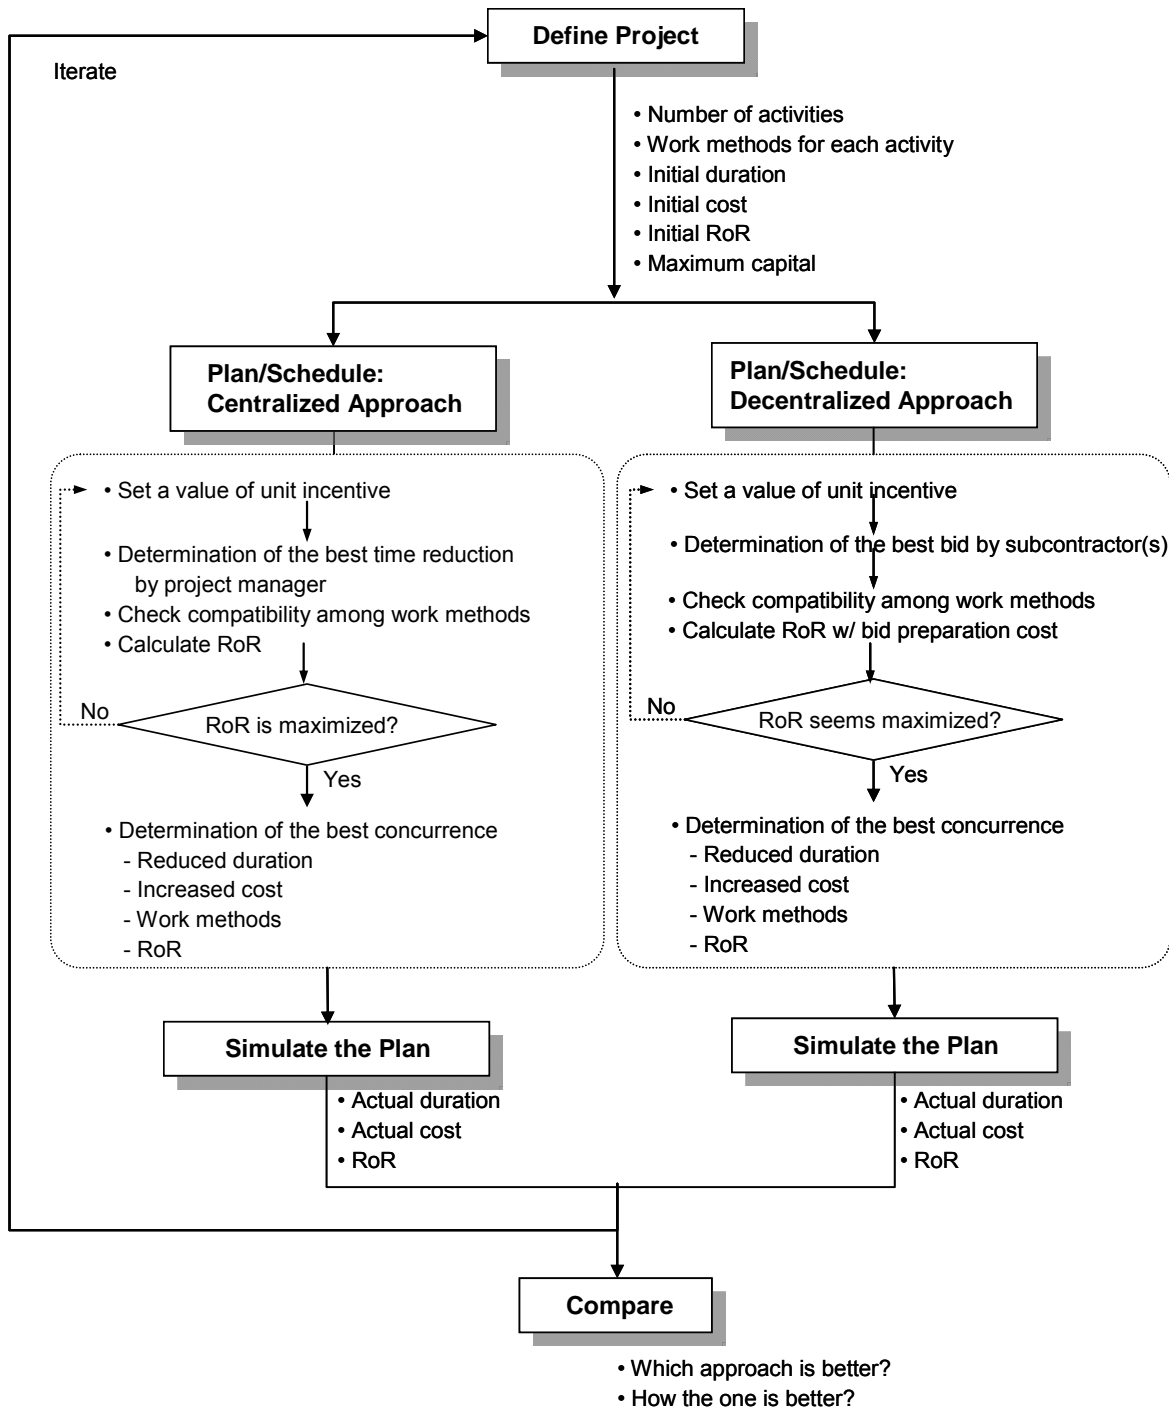 Define Project
Iterate
• Number of activities
• Work methods for each activity
• Initial duration
• Initial cost
• Initial RoR
• Maximum capital
Plan/Schedule:
Centralized Approach
• Set a value of unit incentive
• Determination of the best time reduction
by project manager
• Check compatibility among work methods
• Calculate RoR
No
RoR is maximized?
Yes
• Determination of the best concurrence
- Reduced duration
- Increased cost
- Work methods
- RoR
Simulate the Plan
• Actual duration
• Actual cost
• RoR
Plan/Schedule:
Decentralized Approach
• Set a value of unit incentive
• Determination of the best bid by subcontractor(s)
• Check compatibility among work methods
• Calculate RoR w/ bid preparation cost
No
RoR seems maximized?
Yes
• Determination of the best concurrence
- Reduced duration
- Increased cost
- Work methods
- RoR
Simulate the Plan
• Actual duration
• Actual cost
• RoR
Compare
• Which approach is better?
• How the one is better?